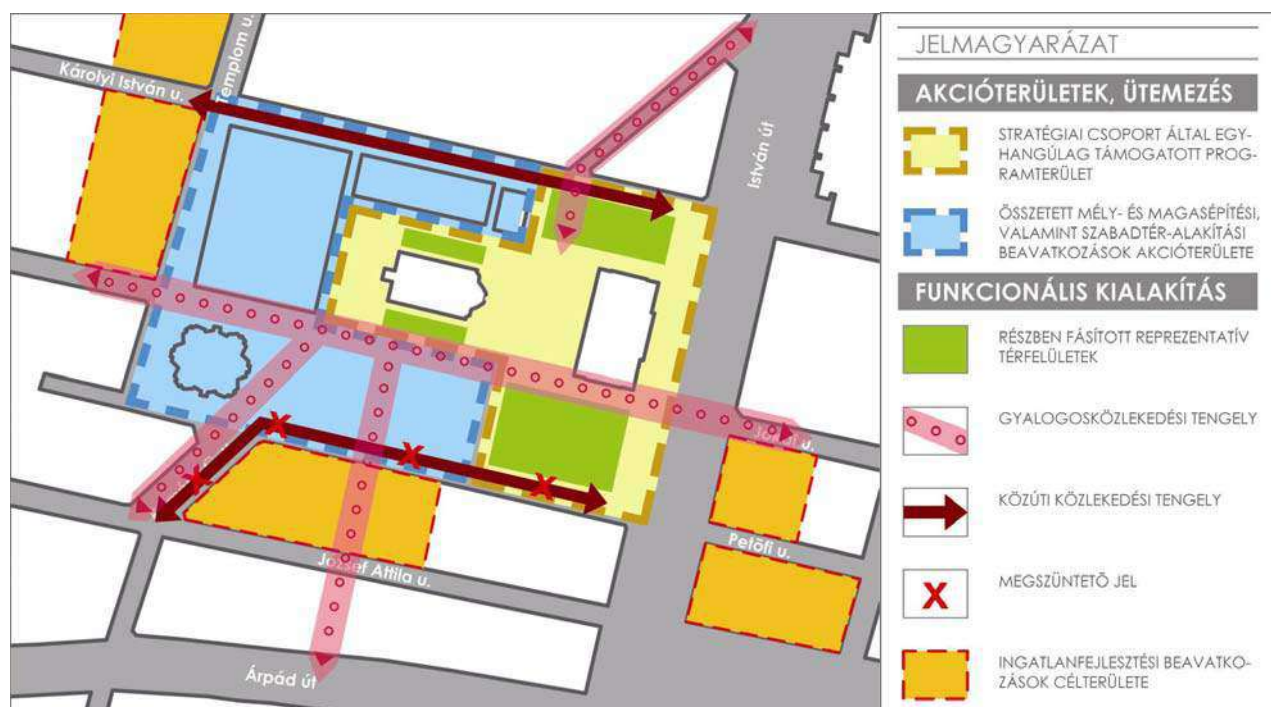 Templom u.
Károlyi István u.
István út
u.
Petőfi u.
József Attila u.
Árpád út
JELMAGYARÁZAT
AKCIÓTERÜLETEK, ÜTEMEZÉS
STRATÉGIAI CSOPORT ÁLTAL EGY-
HANGÚLAG TÁMOGATOTT PROG-
RAMTERÜLET
ÖSSZETETT MÉLY- ÉS MAGASÉPÍTÉSI,
VALAMINT SZABADTÉR-ALAKÍTÁSI
BEAVATKOZÁSOK AKCIÓTERÜLETE
FUNKCIONÁLIS KIALAKÍTÁS
RÉSZBEN FÁSÍTOTT REPREZENTATÍV
TÉRFELÜLETEK
GYALOGOSKÖZLEKEDÉSI TENGELY
KÖZÚTI KÖZLEKEDÉSI TENGELY
X
MEGSZÜNTETŐ JEL
INGATLANFEJLESZTÉSI BEAVATKO-
ZÁSOK CÉLTERÜLETE